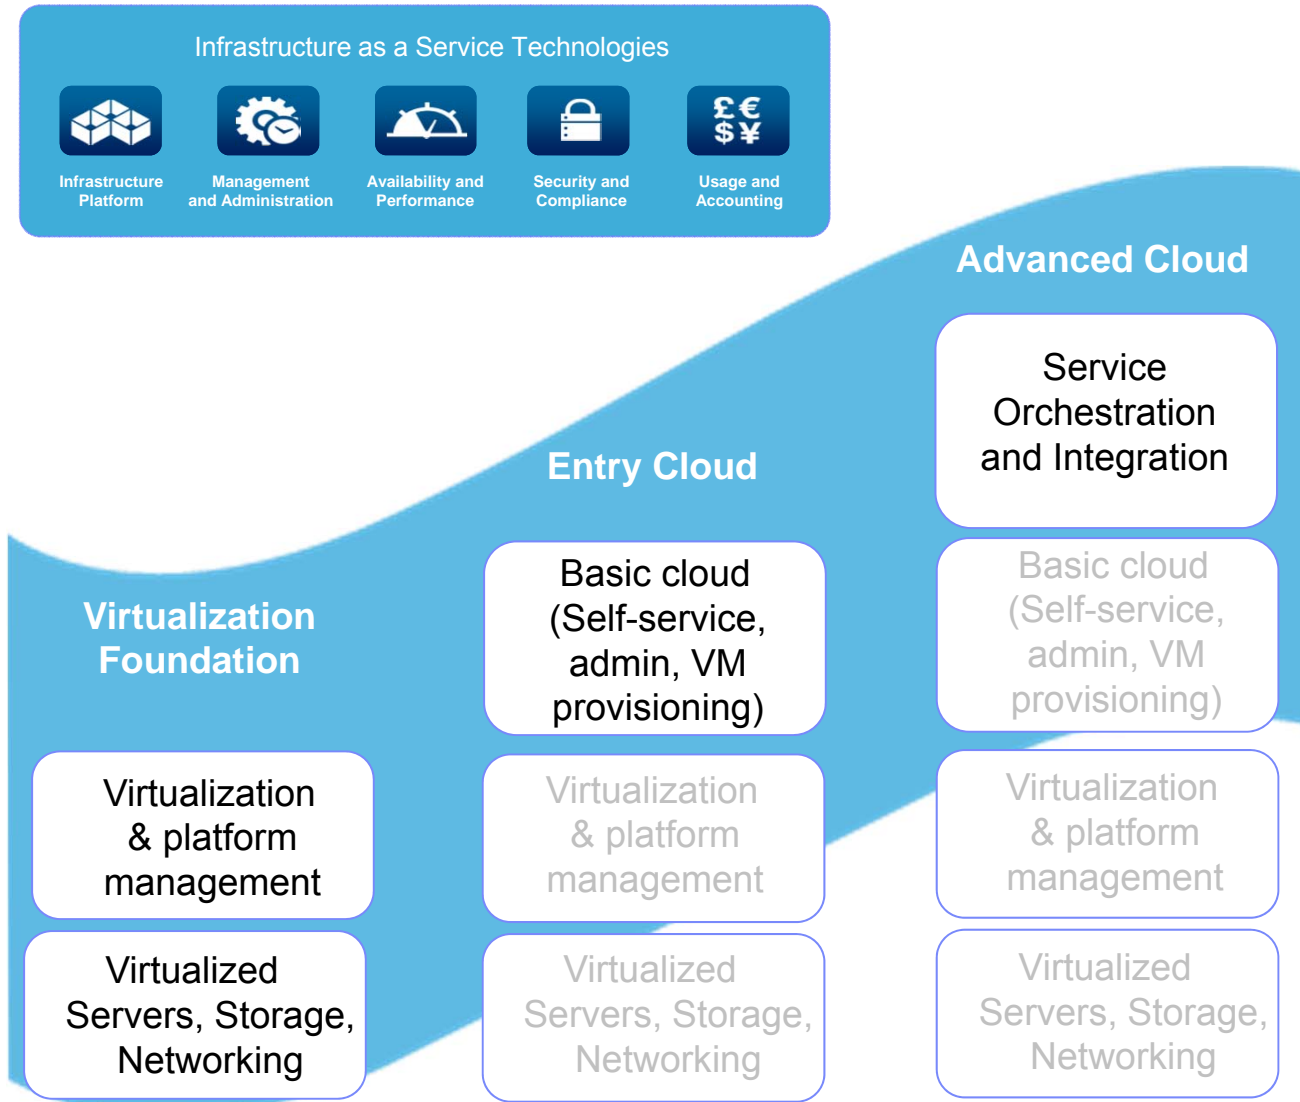 Infrastructure as a Service Technologies
£ €
$ ¥
Infrastructure
Platform
Management
and Administration
Availability and
Performance
Security and
Compliance
Usage and
Accounting
Virtualization
Foundation
Virtualization
& platform
management
Virtualized
Servers, Storage,
Networking
Entry Cloud
Basic cloud
(Self-service,
admin, VM
provisioning)
Virtualization
& platform
management
Virtualized
Servers, Storage,
Networking
Advanced Cloud
Service
Orchestration
and Integration
Basic cloud
(Self-service,
admin, VM
provisioning)
Virtualization
& platform
management
Virtualized
Servers, Storage,
Networking